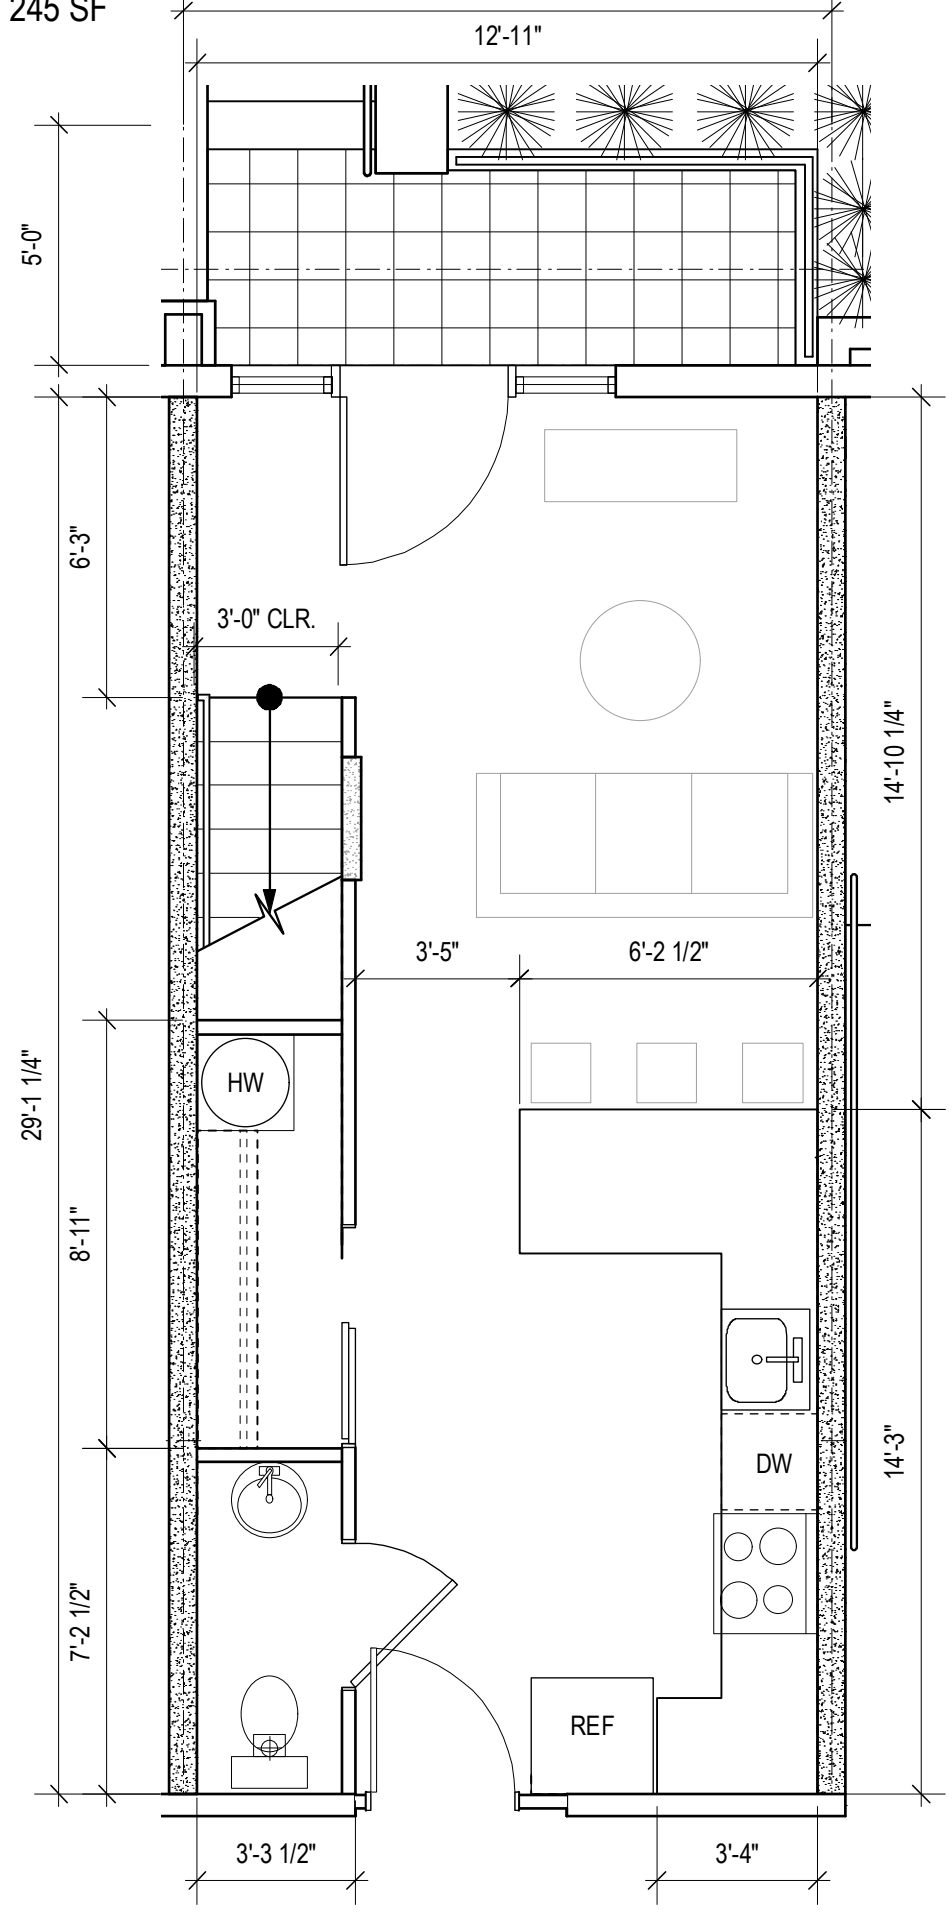 245 SF
12'-11"
5'-0"
6'-3"
3'-0" CLR.
14'-10 1/4"
3'-5"
6'-2 1/2"
29'-1 1/4"
HW
8'-11"
14'-3"
DW
7'-2 1/2"
REF
3'-3 1/2"
3'-4"